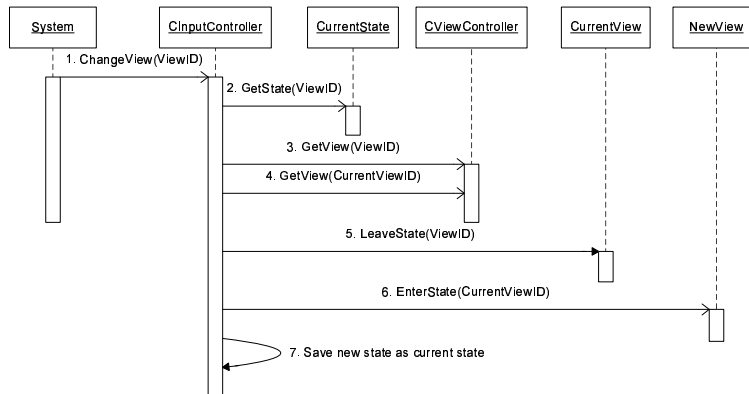 System
CInputController
CurrentState
CViewController
CurrentView
NewView
1. ChangeView(ViewID)
2. GetState(ViewID)
3. GetView(ViewID)
4. GetView(CurrentViewID)
5. LeaveState(ViewID)
6. EnterState(CurrentViewID)
7. Save new state as current state